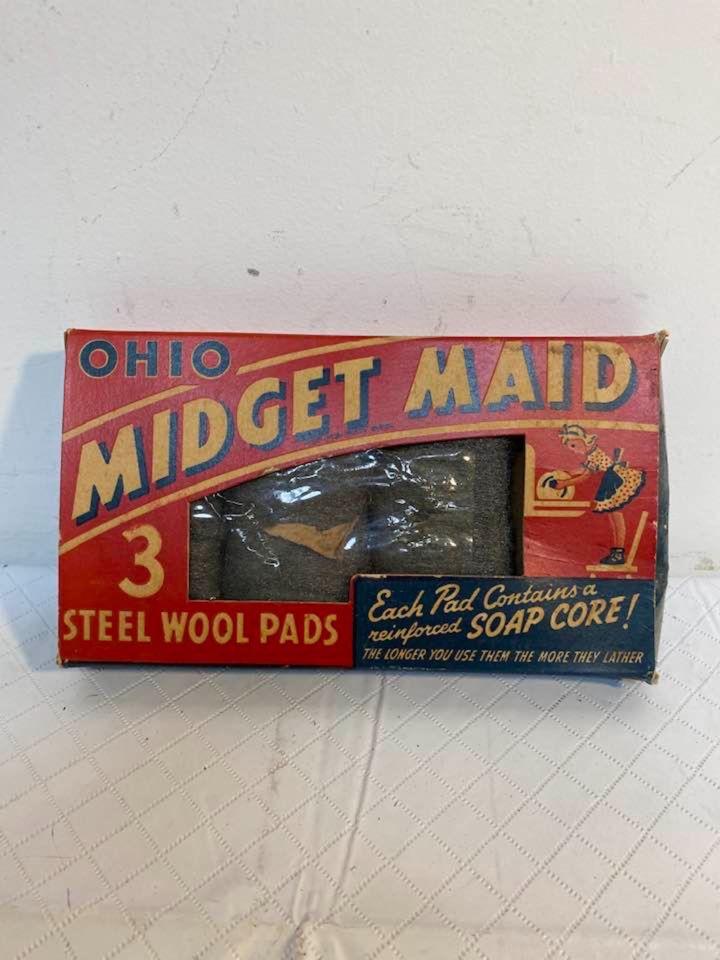 OHIO
MIDGET MAID
3
STEEL WOOL PADS
Each Pad Contains a
reinforced SOAP CORE!
THE LONGER YOU USE THEM THE MORE THEY LATHER